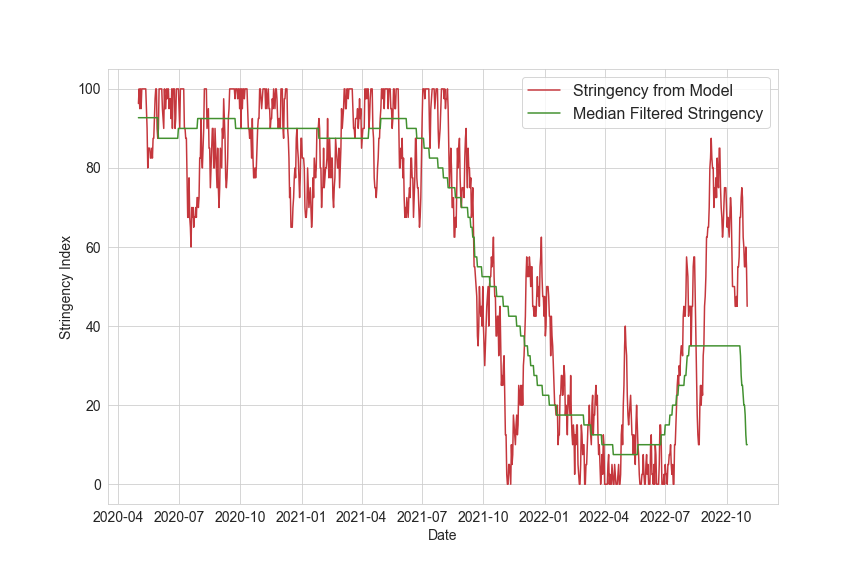 Stringency from Model
Median Filtered Stringency
Stringency Index
100
80
60
40
20
0
2020-04 2020-07 2020-10 2021-01 2021-04 2021-07 2021-10 2022-01 2022-04 2022-07 2022-10
Date